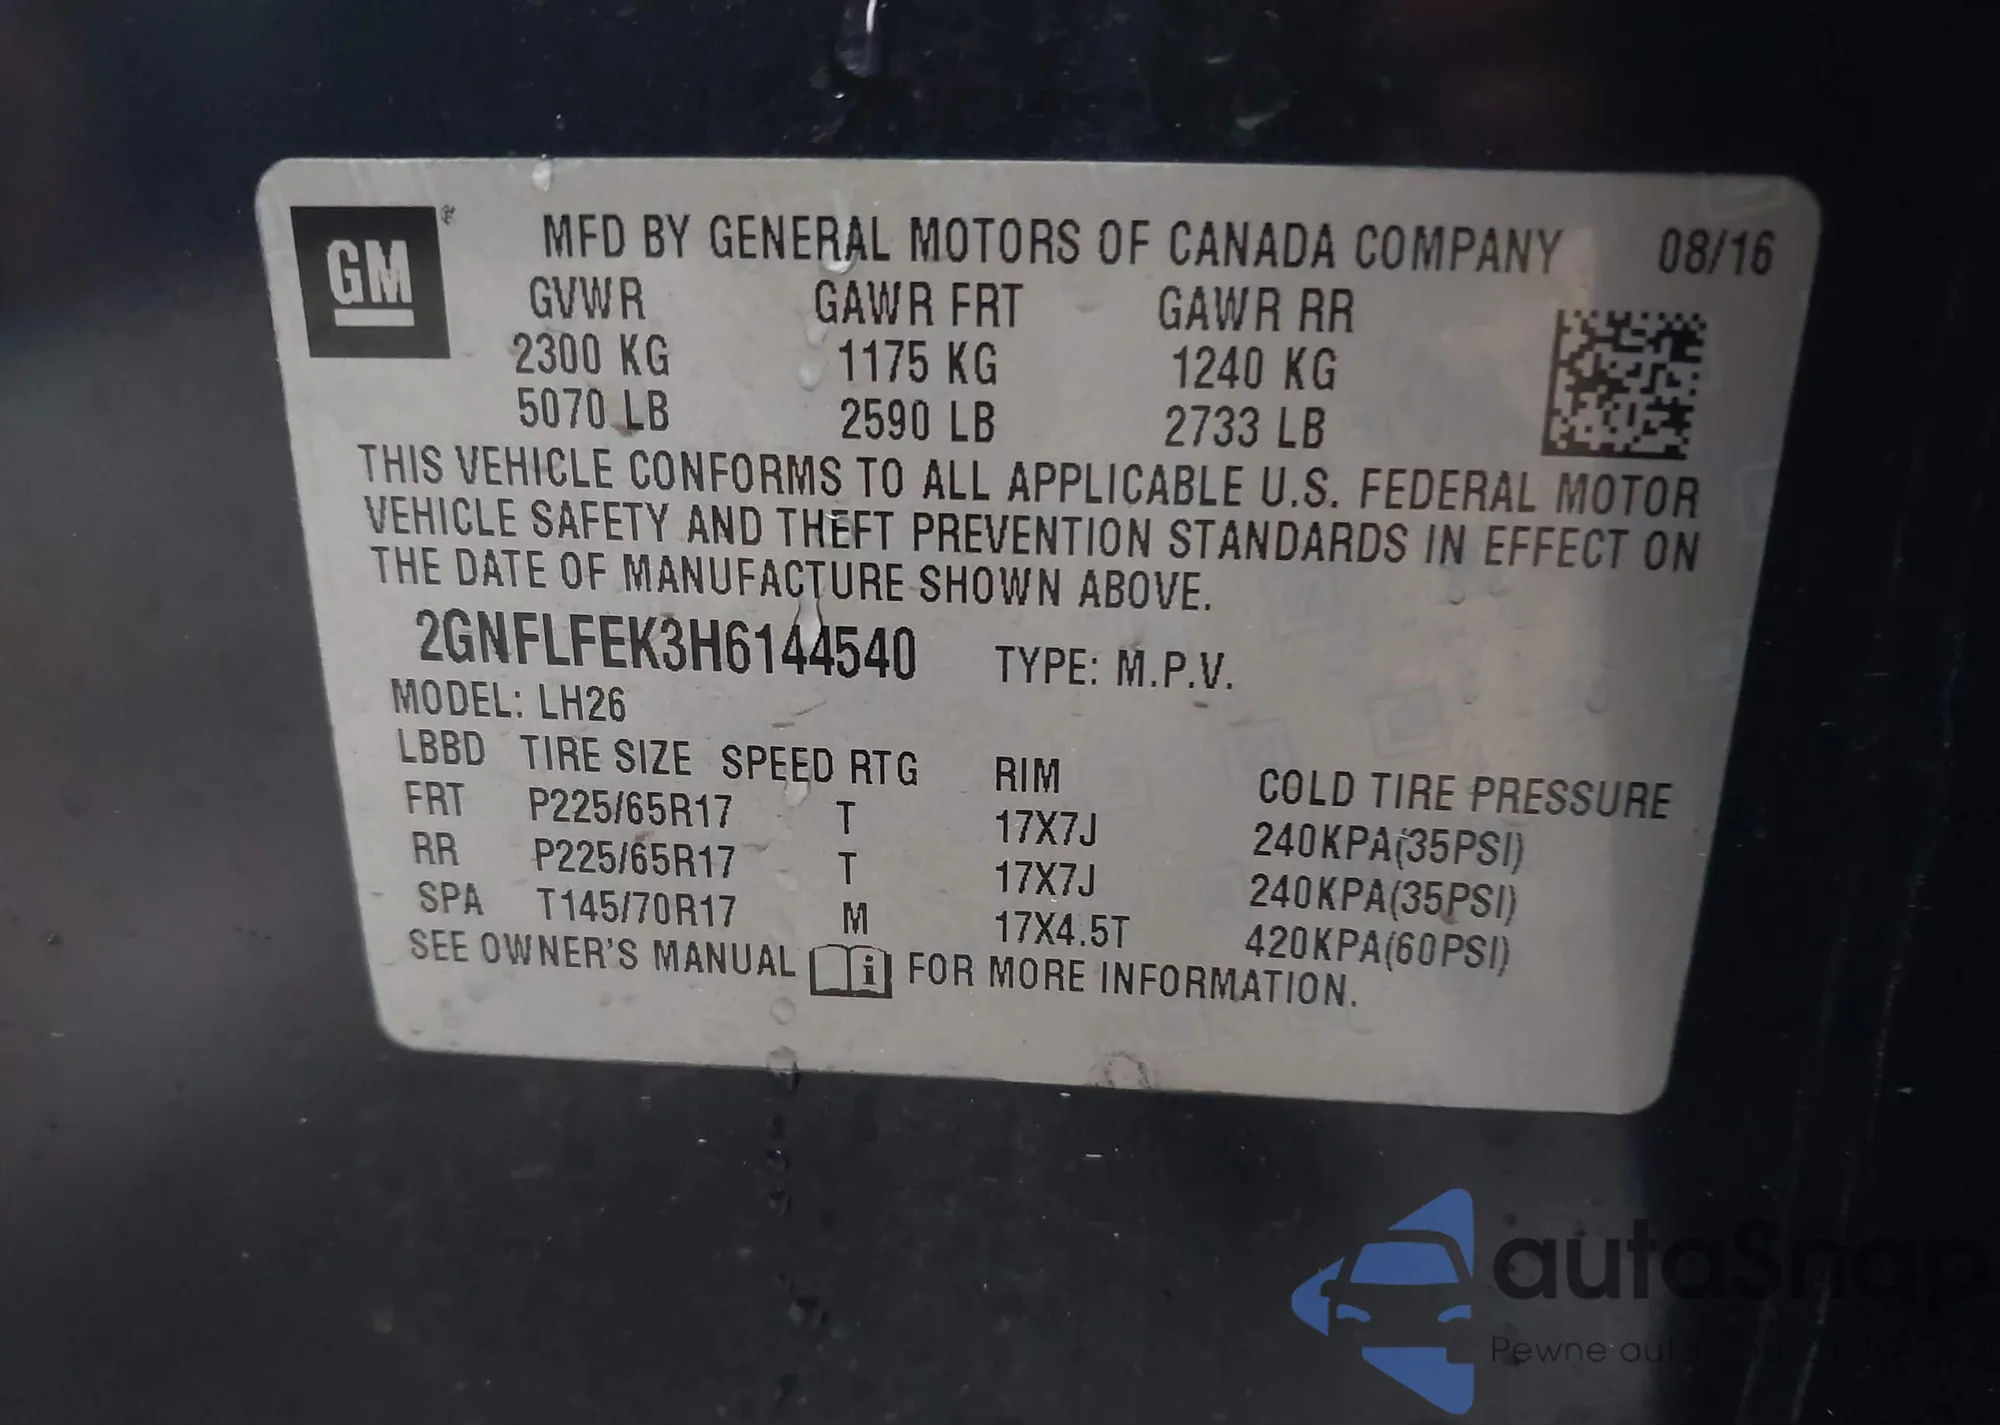 GM ® MFD BY GENERAL MOTORS OF CANADA COMPANY 08/16
GVWR GAWR FRT GAWR RR
2300 KG 1175 KG 1240 KG
5070 LB 2590 LB 2733 LB
THIS VEHICLE CONFORMS TO ALL APPLICABLE U.S. FEDERAL MOTOR
VEHICLE SAFETY AND THEFT PREVENTION STANDARDS IN EFFECT ON
THE DATE OF MANUFACTURE SHOWN ABOVE.
2GNFLFEK3H6144540 TYPE: M.P.V.
MODEL: LH26
LBBD TIRE SIZE SPEED RTG RIM COLD TIRE PRESSURE
FRT P225/65R17 T 17X7J 240KPA(35PSI)
RR P225/65R17 T 17X7J 240KPA(35PSI)
SPA T145/70R17 M 17X4.5T 420KPA(60PSI)
SEE OWNER'S MANUAL i FOR MORE INFORMATION.
autaSnap
Pewne auta